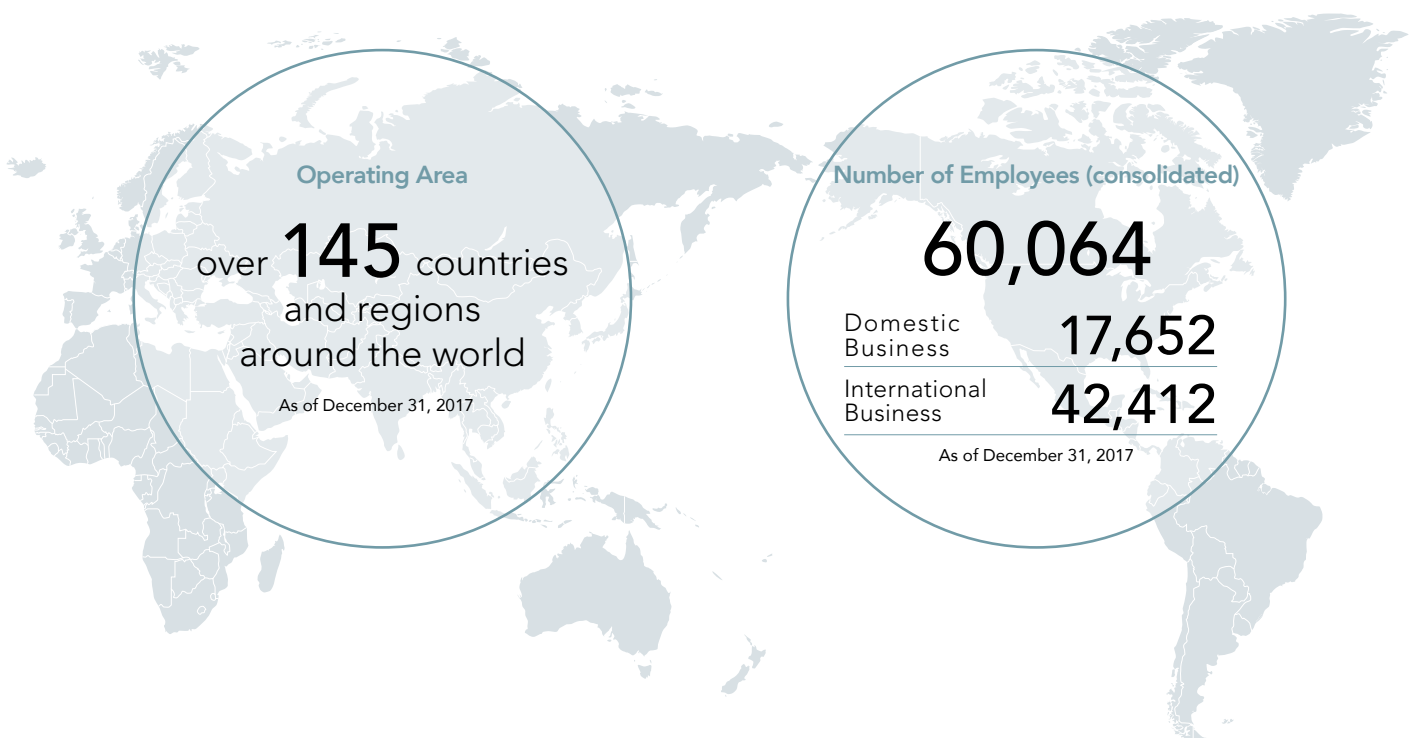 Operating Area
over 145 countries
and regions
around the world
As of December 31, 2017
Number of Employees (consolidated)
60,064
Domestic
Business
17,652
International
Business
42,412
As of December 31, 2017